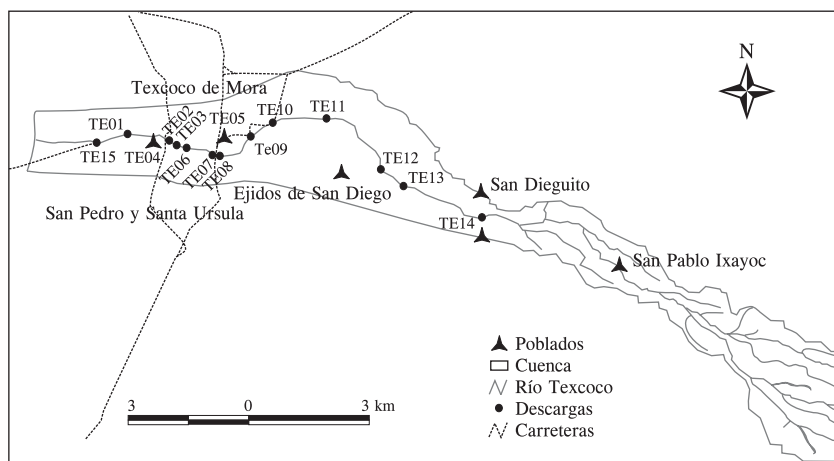 N
Texcoco de Mora
TE01
TE02
TE03
TE05
TE10
TE11
Te09
TE15
TE04
TE06
TE07
TE08
TE12
TE13
Ejidos de San Diego
San Dieguito
San Pedro y Santa Ursula
TE14
San Pablo Ixayoc
Poblados
Cuenca
Río Texcoco
Descargas
Carreteras
3 0 3 km